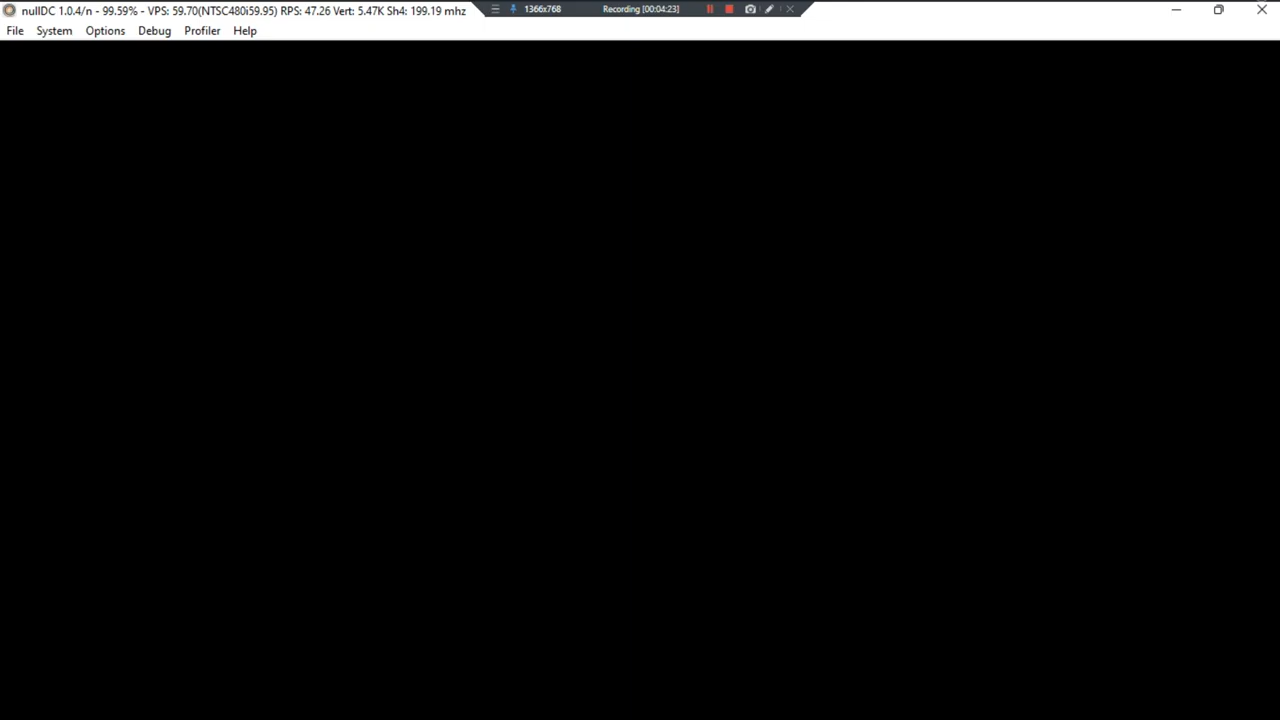 nullDC 1.0.4/n - 99.59% - VPS: 59.70(NTSC480i59.95) RPS: 47.26 Vert: 5.47K Sh4: 199.19 mhz
1366x768 Recording [00:04:23]
File System Options Debug Profiler Help